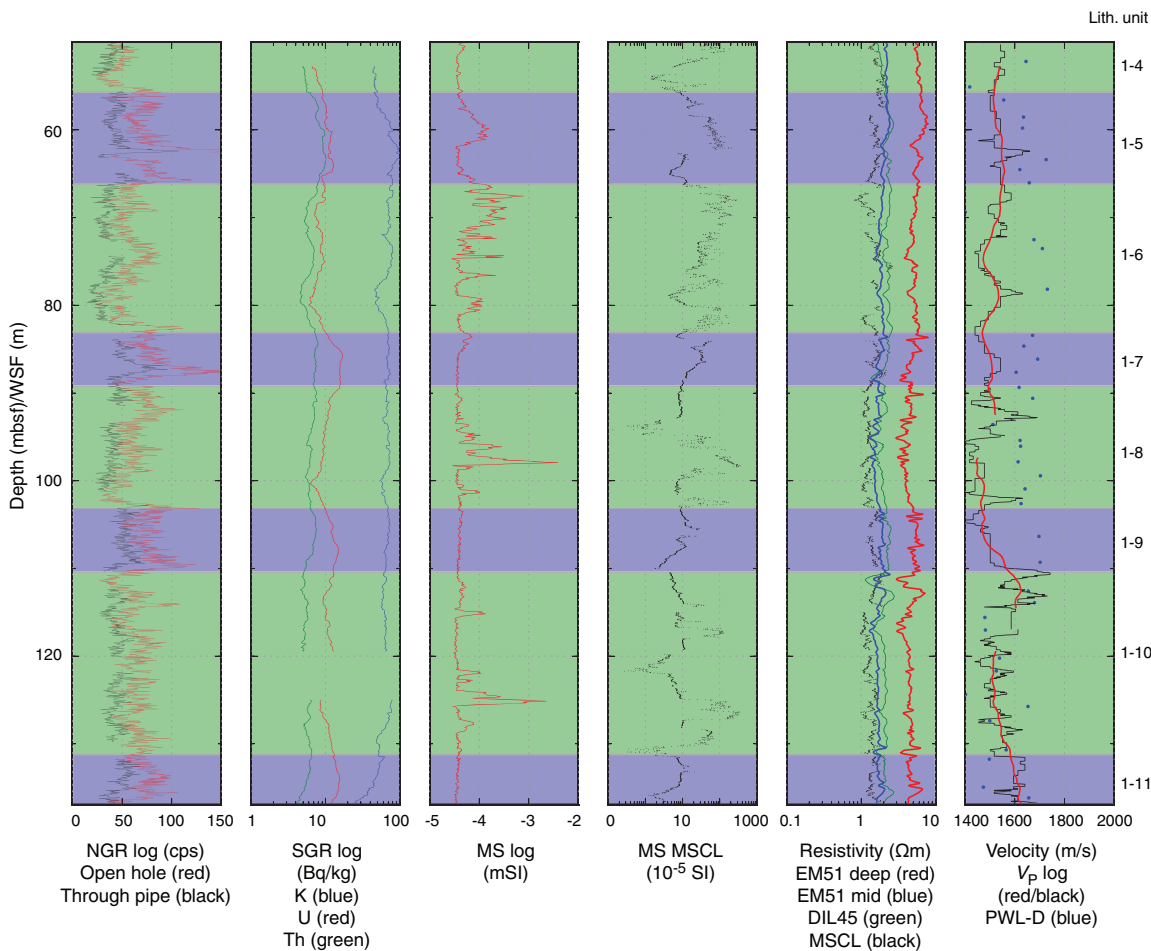 Lith. unit
1-4
60
1-5
1-6
80
Depth (mbsf)/WSF (m)
1-7
1-8
100
1-9
120
1-10
1-11
0 50 100 150
1 10 100
-5 -4 -3 -2
0 10 1000
0.1 1 10
1400 1600 1800 2000
NGR log (cps)
Open hole (red)
Through pipe (black)
SGR log
(Bq/kg)
K (blue)
U (red)
Th (green)
MS log
(mSI)
MS MSCL
(10⁻⁵ SI)
Resistivity (Ωm)
EM51 deep (red)
EM51 mid (blue)
DIL45 (green)
MSCL (black)
Velocity (m/s)
V_P log
(red/black)
PWL-D (blue)